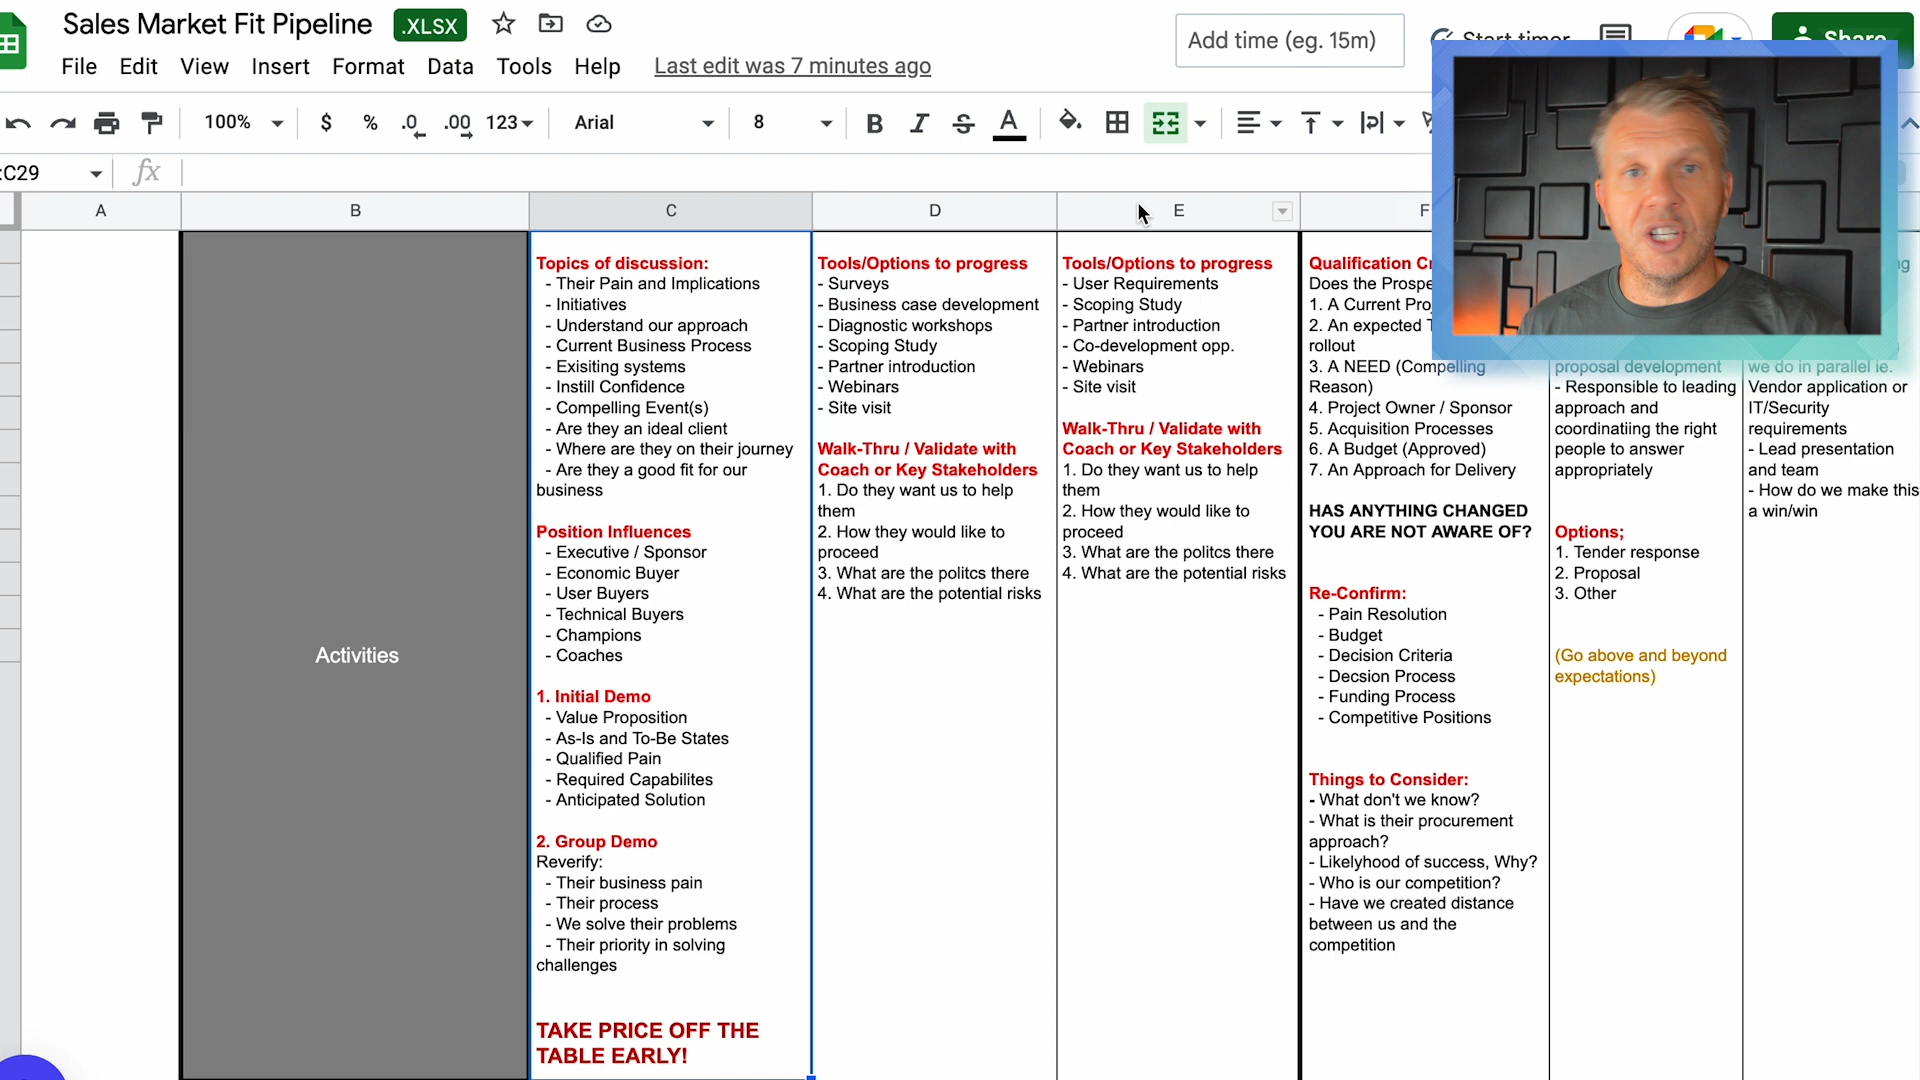 Sales Market Fit Pipeline
.XLSX
Add time (eg. 15m)
Start timer
Share
File Edit View Insert Format Data Tools Help Last edit was 7 minutes ago
100% $ % .0 .00 123 Arial 8 B I S A
:C29 fx
A B C D E F
Activities
Topics of discussion:
- Their Pain and Implications
- Initiatives
- Understand our approach
- Current Business Process
- Exisiting systems
- Instill Confidence
- Compelling Event(s)
- Are they an ideal client
- Where are they on their journey
- Are they a good fit for our
business
Position Influences
- Executive / Sponsor
- Economic Buyer
- User Buyers
- Technical Buyers
- Champions
- Coaches
1. Initial Demo
- Value Proposition
- As-Is and To-Be States
- Qualified Pain
- Required Capabilites
- Anticipated Solution
2. Group Demo
Reverify:
- Their business pain
- Their process
- We solve their problems
- Their priority in solving
challenges
TAKE PRICE OFF THE
TABLE EARLY!
Tools/Options to progress
- Surveys
- Business case development
- Diagnostic workshops
- Scoping Study
- Partner introduction
- Webinars
- Site visit
Walk-Thru / Validate with
Coach or Key Stakeholders
1. Do they want us to help
them
2. How they would like to
proceed
3. What are the politcs there
4. What are the potential risks
Tools/Options to progress
- User Requirements
- Scoping Study
- Partner introduction
- Co-development opp.
- Webinars
- Site visit
Walk-Thru / Validate with
Coach or Key Stakeholders
1. Do they want us to help
them
2. How they would like to
proceed
3. What are the politcs there
4. What are the potential risks
Qualification
Does the
1. A Current
2. An expected
rollout
3. A NEED (Compelling
Reason)
4. Project Owner / Sponsor
5. Acquisition Processes
6. A Budget (Approved)
7. An Approach for Delivery
HAS ANYTHING CHANGED
YOU ARE NOT AWARE OF?
Re-Confirm:
- Pain Resolution
- Budget
- Decision Criteria
- Decsion Process
- Funding Process
- Competitive Positions
Things to Consider:
- What don't we know?
- What is their procurement
approach?
- Likelyhood of success, Why?
- Who is our competition?
- Have we created distance
between us and the
competition
proposal development
- Responsible to leading
approach and
coordinatiing the right
people to answer
appropriately
Options;
1. Tender response
2. Proposal
3. Other
(Go above and beyond
expectations)
we do in parallel ie.
Vendor application or
IT/Security
requirements
- Lead presentation
and team
- How do we make this
a win/win